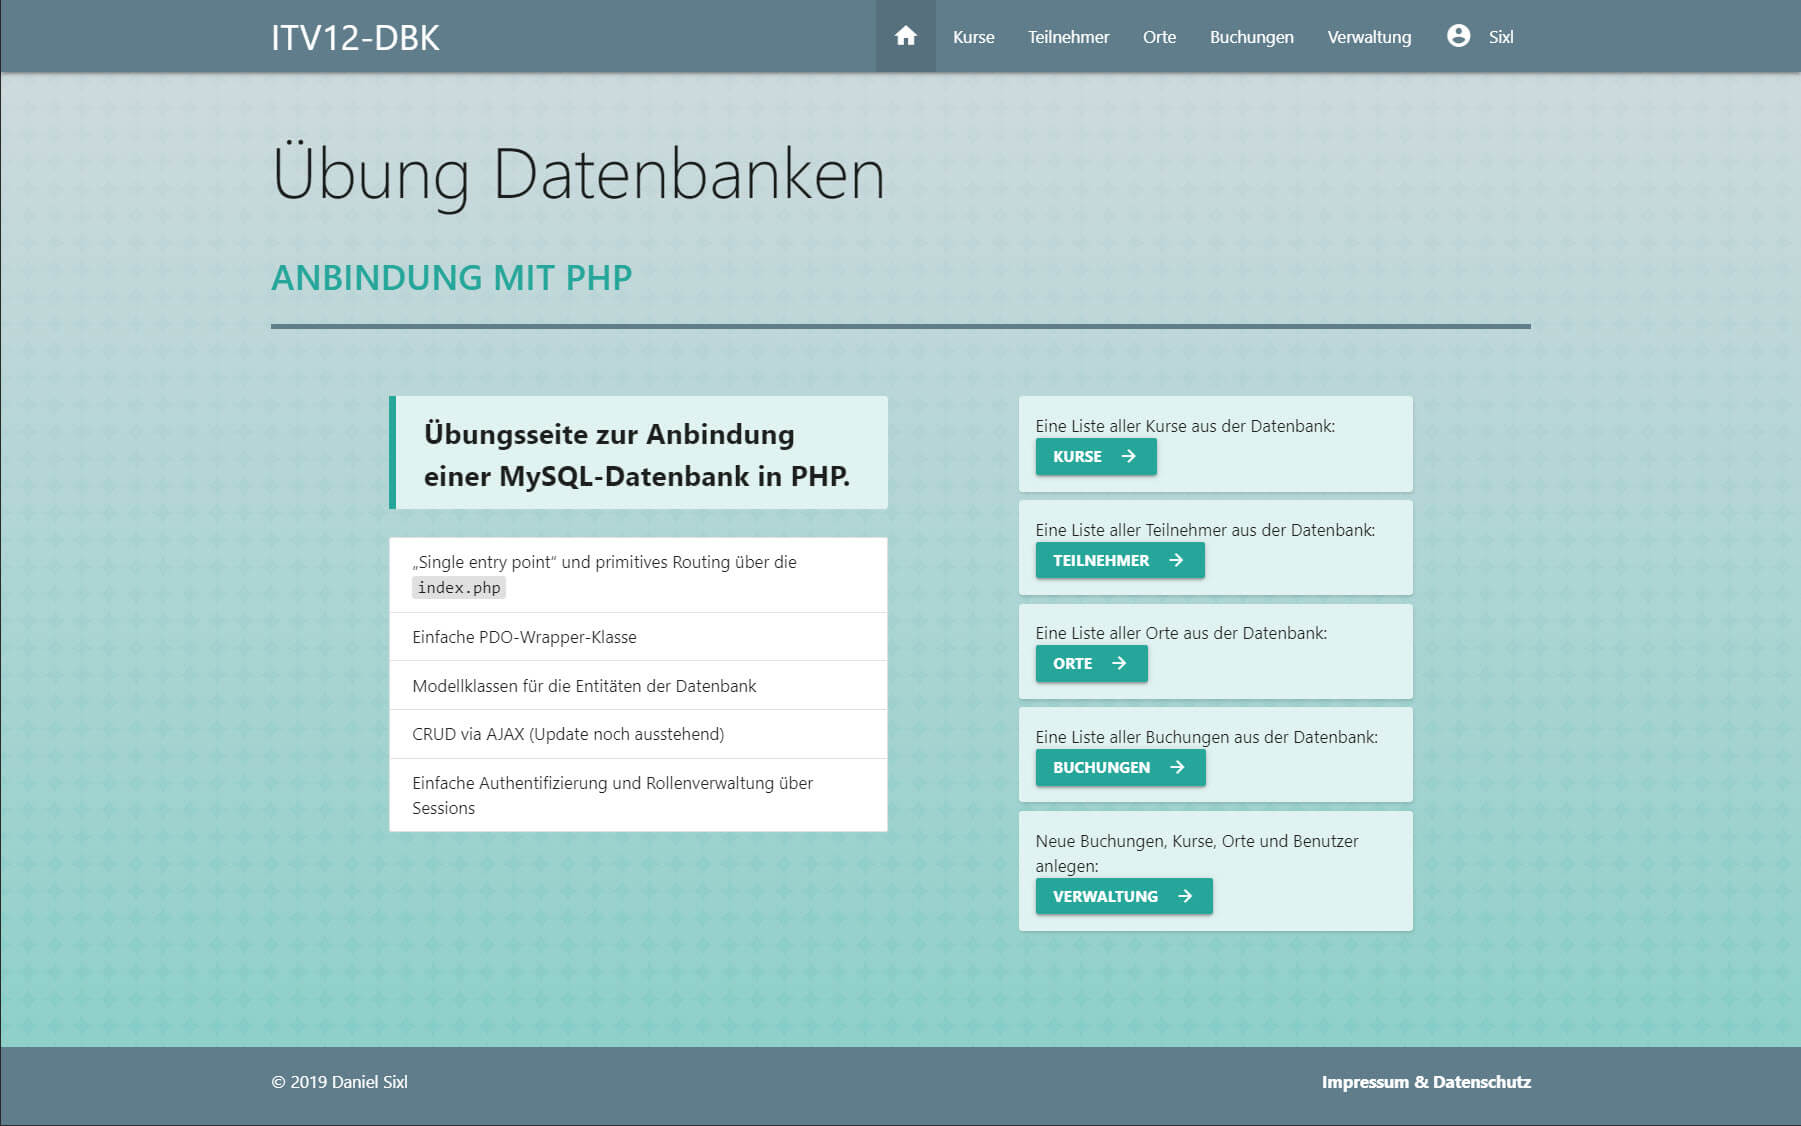 ITV12-DBK
Kurse
Teilnehmer
Orte
Buchungen
Verwaltung
Sixl
Übung Datenbanken
ANBINDUNG MIT PHP
Übungsseite zur Anbindung
einer MySQL-Datenbank in PHP.
„Single entry point“ und primitives Routing über die
index.php
Einfache PDO-Wrapper-Klasse
Modellklassen für die Entitäten der Datenbank
CRUD via AJAX (Update noch ausstehend)
Einfache Authentifizierung und Rollenverwaltung über
Sessions
Eine Liste aller Kurse aus der Datenbank:
KURSE
Eine Liste aller Teilnehmer aus der Datenbank:
TEILNEHMER
Eine Liste aller Orte aus der Datenbank:
ORTE
Eine Liste aller Buchungen aus der Datenbank:
BUCHUNGEN
Neue Buchungen, Kurse, Orte und Benutzer
anlegen:
VERWALTUNG
© 2019 Daniel Sixl
Impressum & Datenschutz